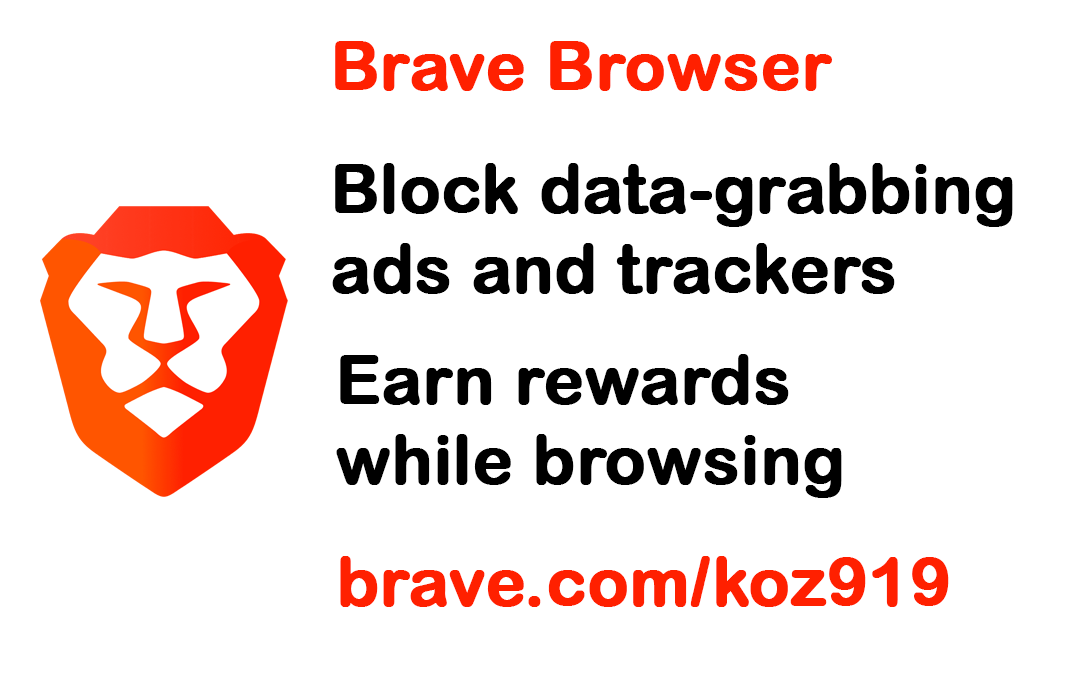 Brave Browser
Block data-grabbing
ads and trackers
Earn rewards
while browsing
brave.com/koz919